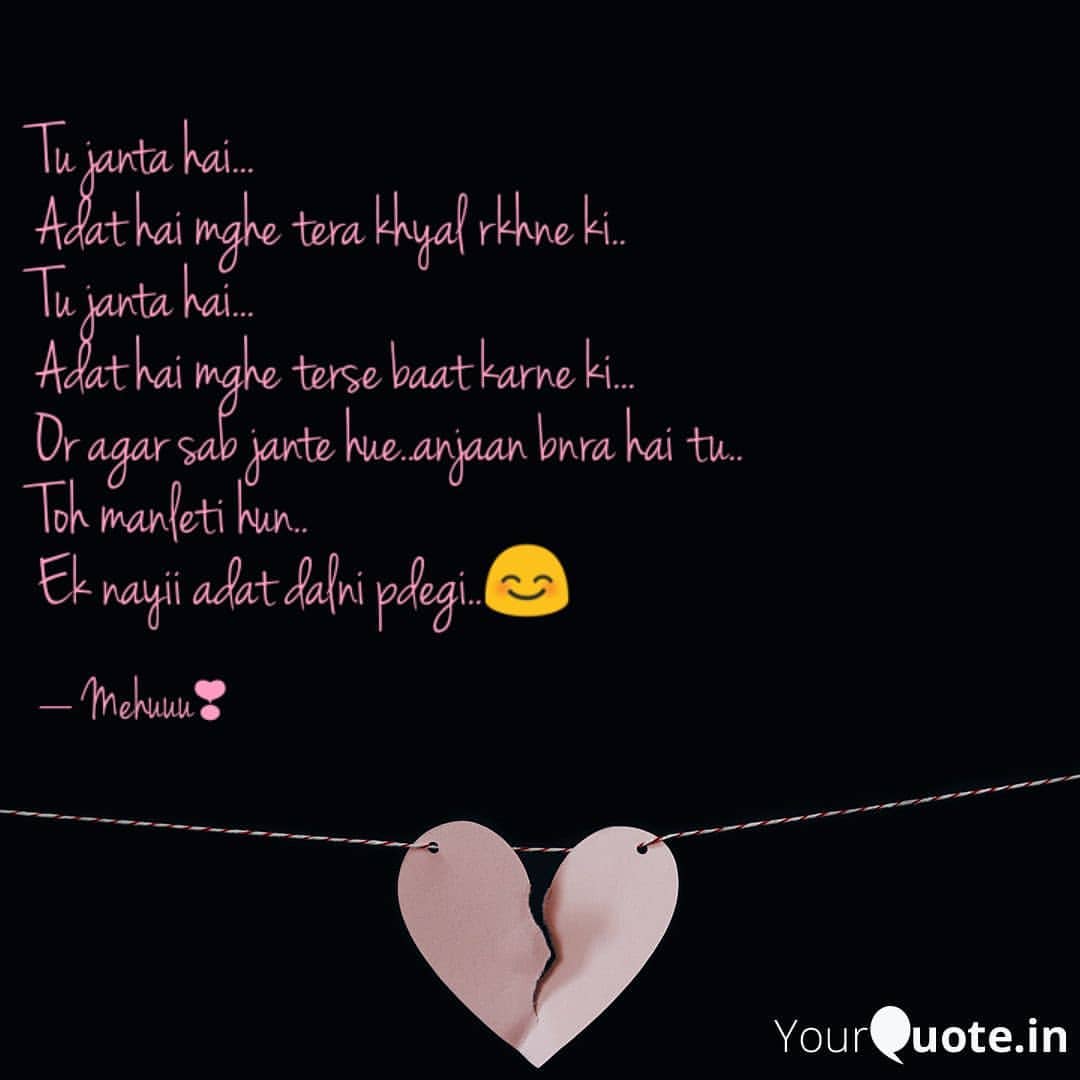 Tu janta hai...
Adat hai mghe tera khyal rkhne ki..
Tu janta hai...
Adat hai mghe terse baat karne ki...
Or agar sab jante hue..anjaan bnra hai tu..
Toh manleti hun..
Ek nayii adat dalni pdegi..😊
— Mehuuu❣
YourQuote.in